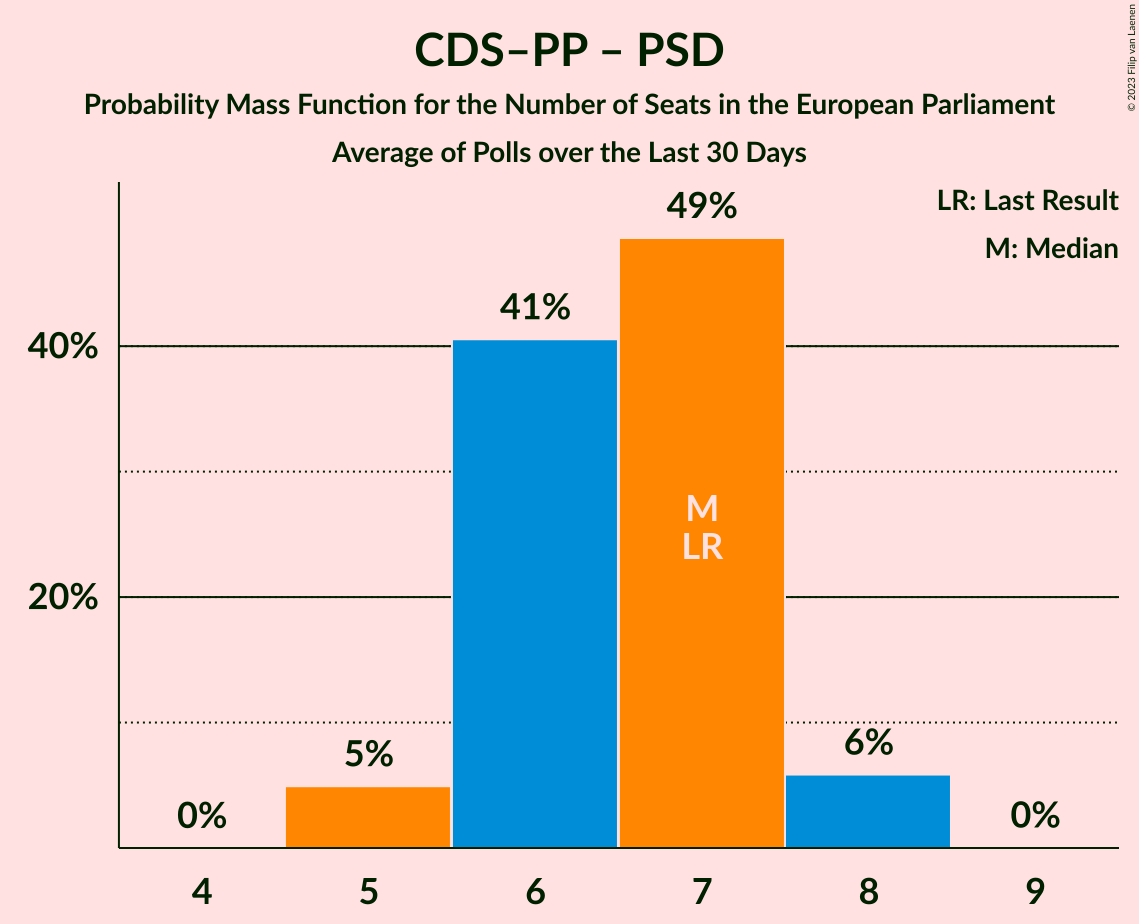 CDS–PP – PSD
Probability Mass Function for the Number of Seats in the European Parliament
Average of Polls over the Last 30 Days
© 2023 Filip van Laenen
LR: Last Result
M: Median
49%
41%
40%
M
LR
20%
5%
6%
0%
0%
4
5
6
7
8
9